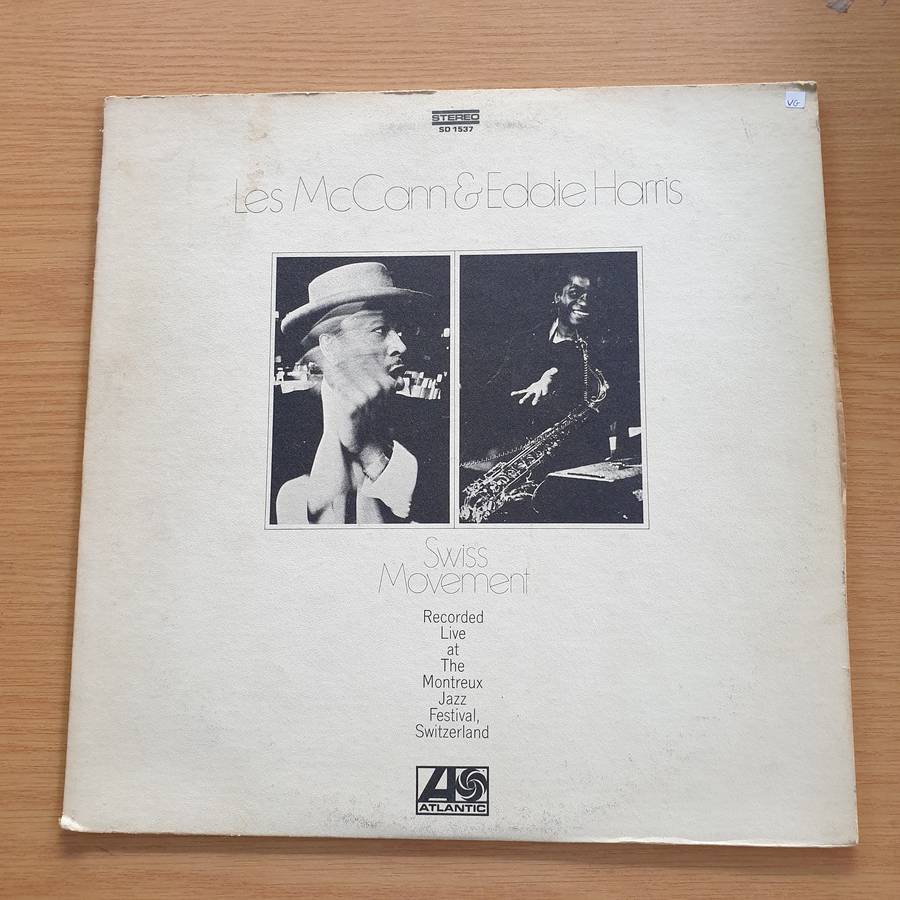 VG
STEREO
SD 1537
Les McCann & Eddie Harris
Swiss
Movement
Recorded
Live
at
The
Montreux
Jazz
Festival,
Switzerland
ATLANTIC